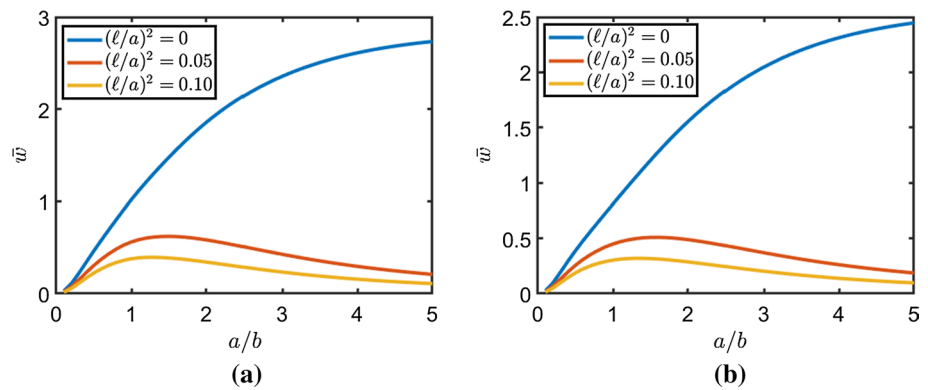 3
2
1
0
w̄
(ℓ/a)² = 0
(ℓ/a)² = 0.05
(ℓ/a)² = 0.10
0 1 2 3 4 5
a/b
(a)
2.5
2
1.5
1
0.5
0
w̄
(ℓ/a)² = 0
(ℓ/a)² = 0.05
(ℓ/a)² = 0.10
0 1 2 3 4 5
a/b
(b)